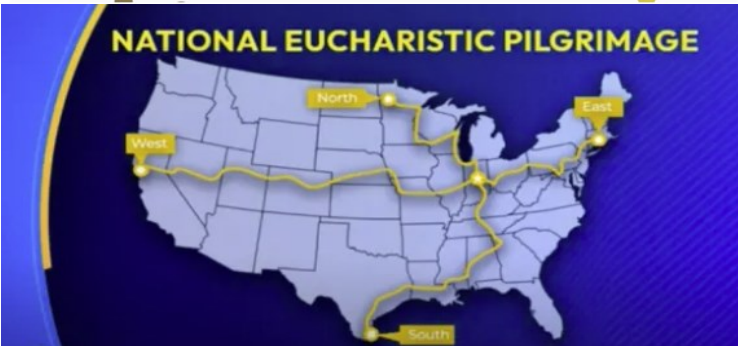 NATIONAL EUCHARISTIC PILGRIMAGE
North
East
West
South